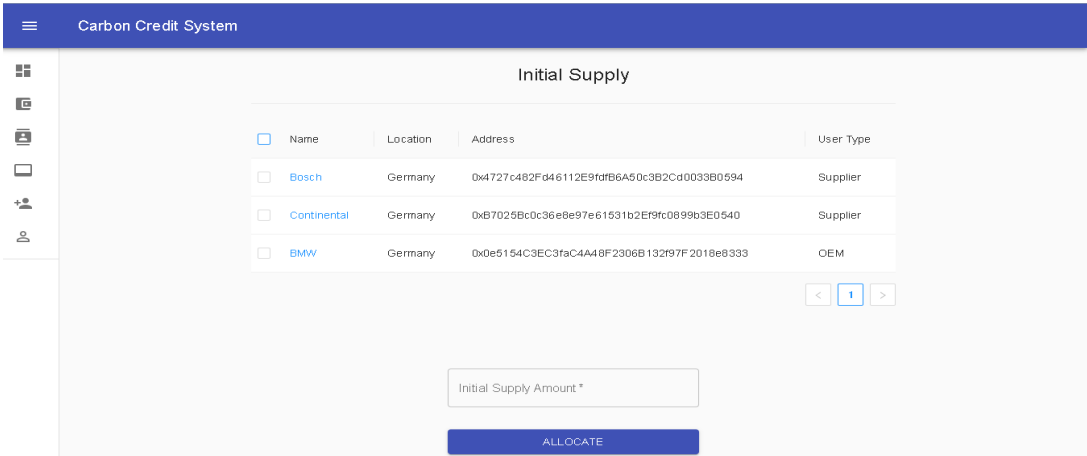 Carbon Credit System
Initial Supply
Name Location Address User Type
Bosch Germany 0x4727c482Fd46112E9fdfB6A50c3B2Cd0033B0594 Supplier
Continental Germany 0xB7025Bc0c36e8e97e61531b2Ef9fc0899b3E0540 Supplier
BMW Germany 0x0e5154C3EC3faC4A48F2306B132f97F2018e8333 OEM
< 1 >
Initial Supply Amount *
ALLOCATE